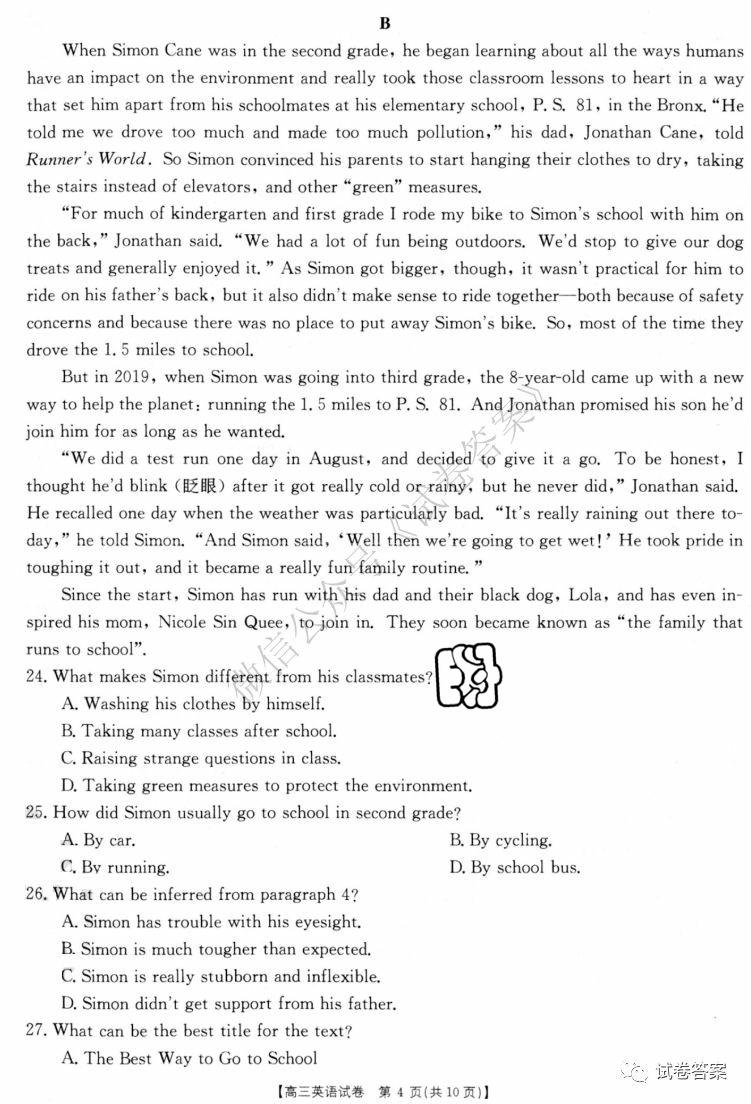 B
When Simon Cane was in the second grade, he began learning about all the ways humans
have an impact on the environment and really took those classroom lessons to heart in a way
that set him apart from his schoolmates at his elementary school, P. S. 81, in the Bronx. “He
told me we drove too much and made too much pollution,” his dad, Jonathan Cane, told
Runner's World. So Simon convinced his parents to start hanging their clothes to dry, taking
the stairs instead of elevators, and other “green” measures.
“For much of kindergarten and first grade I rode my bike to Simon's school with him on
the back,” Jonathan said. “We had a lot of fun being outdoors. We'd stop to give our dog
treats and generally enjoyed it.” As Simon got bigger, though, it wasn't practical for him to
ride on his father's back, but it also didn't make sense to ride together—both because of safety
concerns and because there was no place to put away Simon's bike. So, most of the time they
drove the 1. 5 miles to school.
But in 2019, when Simon was going into third grade, the 8-year-old came up with a new
way to help the planet: running the 1. 5 miles to P. S. 81. And Jonathan promised his son he'd
join him for as long as he wanted.
“We did a test run one day in August, and decided to give it a go. To be honest, I
thought he'd blink (眨眼) after it got really cold or rainy, but he never did,” Jonathan said.
He recalled one day when the weather was particularly bad. “It's really raining out there to-
day,” he told Simon. “And Simon said, ‘Well then we're going to get wet!’ He took pride in
toughing it out, and it became a really fun family routine.”
Since the start, Simon has run with his dad and their black dog, Lola, and has even in-
spired his mom, Nicole Sin Quee, to join in. They soon became known as “the family that
runs to school”.
24. What makes Simon different from his classmates?
A. Washing his clothes by himself.
B. Taking many classes after school.
C. Raising strange questions in class.
D. Taking green measures to protect the environment.
25. How did Simon usually go to school in second grade?
A. By car. B. By cycling.
C. By running. D. By school bus.
26. What can be inferred from paragraph 4?
A. Simon has trouble with his eyesight.
B. Simon is much tougher than expected.
C. Simon is really stubborn and inflexible.
D. Simon didn't get support from his father.
27. What can be the best title for the text?
A. The Best Way to Go to School
【高三英语试卷 第 4 页(共 10 页)】
微信公众号《试卷答案》
试卷答案